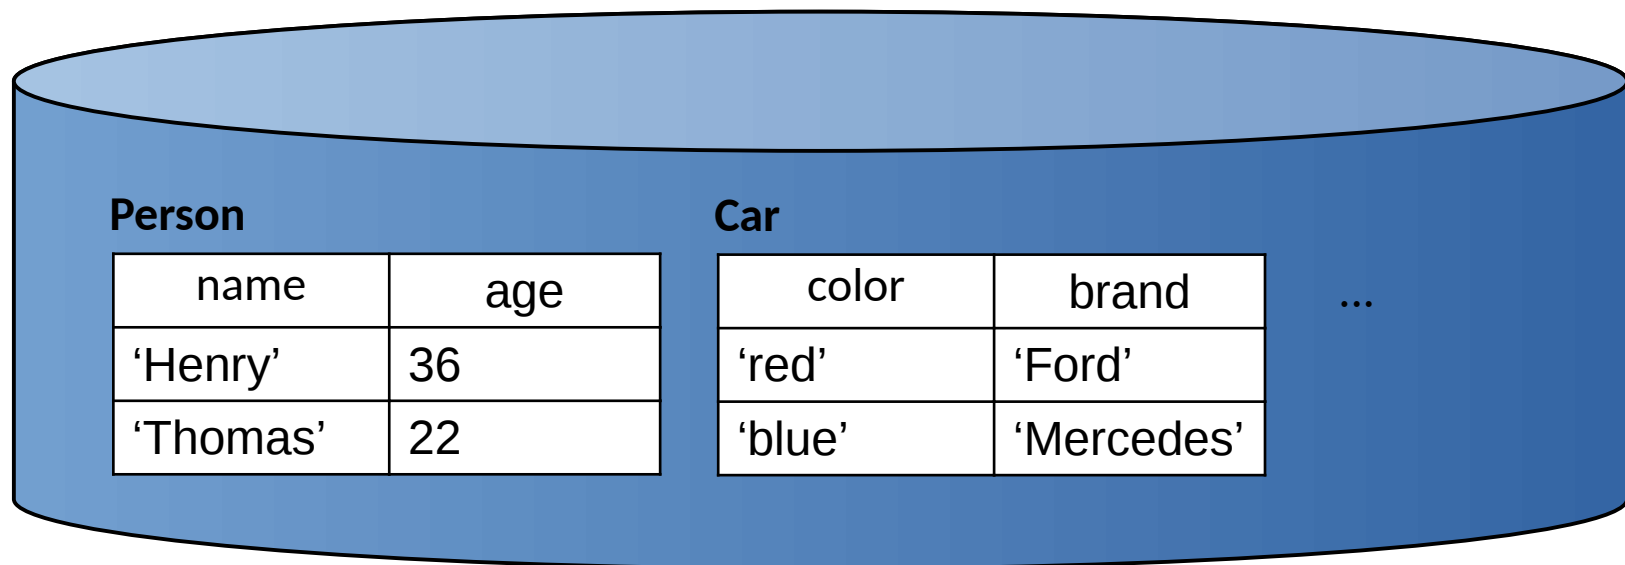 Person Car
name age color brand ...
‘Henry’ 36 ‘red’ ‘Ford’
‘Thomas’ 22 ‘blue’ ‘Mercedes’